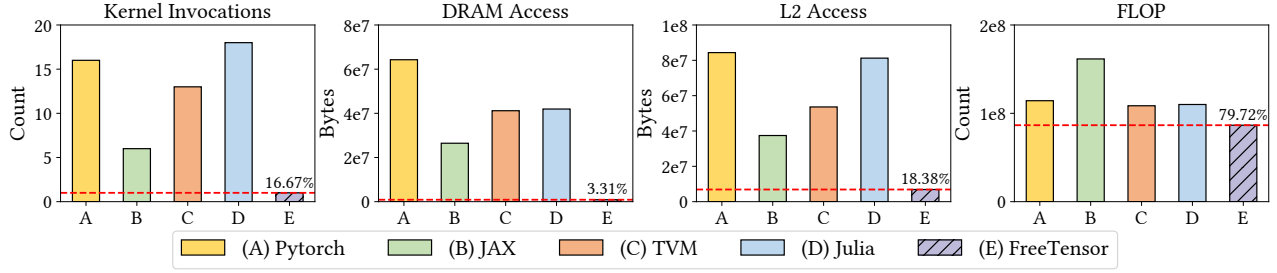 Kernel Invocations
Count
20
15
10
5
0
16.67%
A B C D E
DRAM Access
Bytes
8e7
6e7
4e7
2e7
0
3.31%
A B C D E
L2 Access
Bytes
1e8
8e7
6e7
4e7
2e7
0
18.38%
A B C D E
FLOP
Count
2e8
1e8
0
79.72%
A B C D E
(A) Pytorch (B) JAX (C) TVM (D) Julia (E) FreeTensor